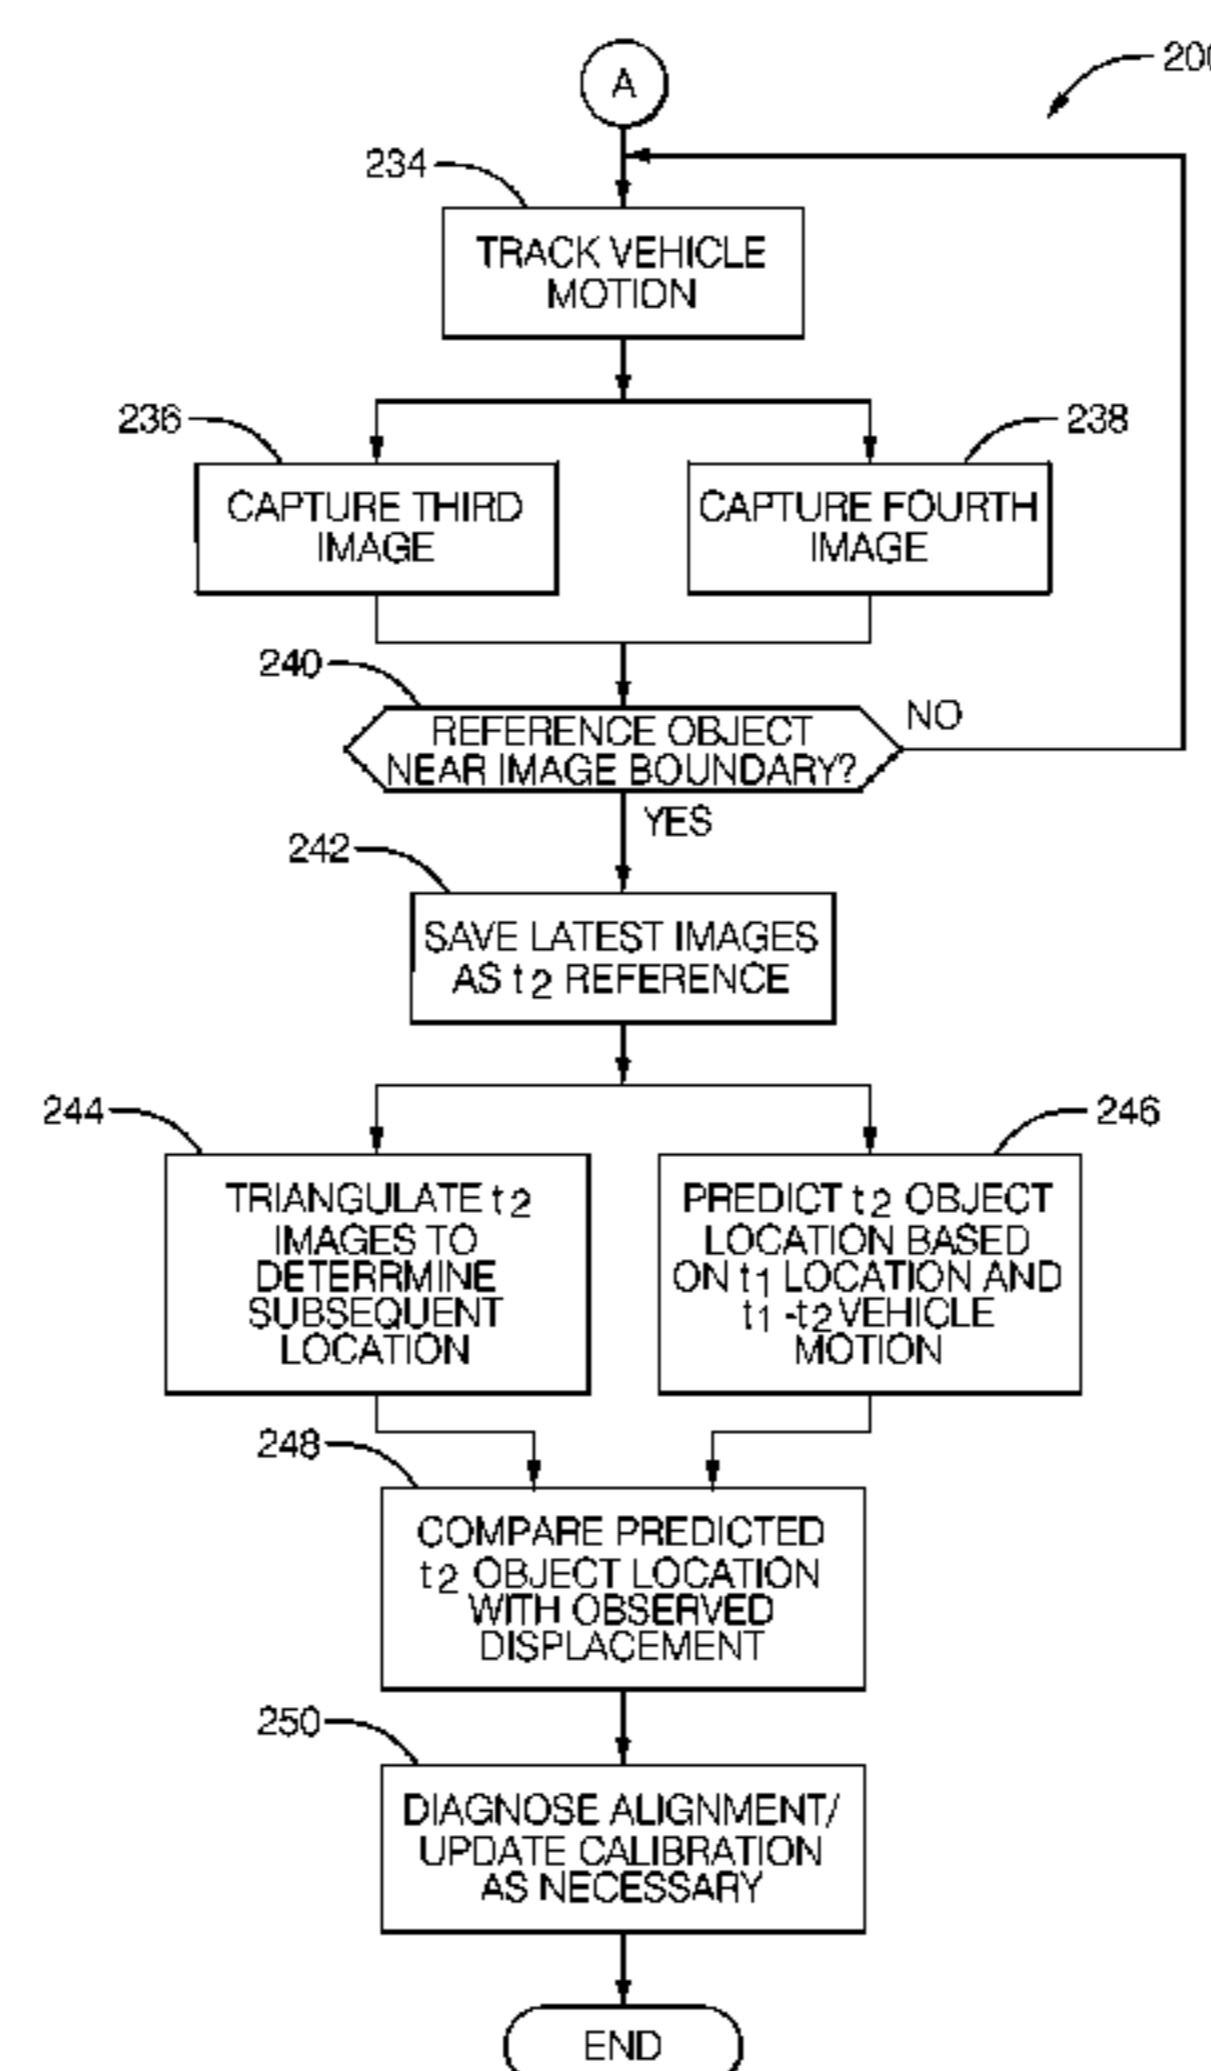 A
200
234
TRACK VEHICLE
MOTION
236
238
CAPTURE THIRD
IMAGE
CAPTURE FOURTH
IMAGE
240
REFERENCE OBJECT
NEAR IMAGE BOUNDARY?
NO
YES
242
SAVE LATEST IMAGES
AS t2 REFERENCE
244
246
TRIANGULATE t2
IMAGES TO
DETERRMINE
SUBSEQUENT
LOCATION
PREDICT t2 OBJECT
LOCATION BASED
ON t1 LOCATION AND
t1 -t2 VEHICLE
MOTION
248
COMPARE PREDICTED
t2 OBJECT LOCATION
WITH OBSERVED
DISPLACEMENT
250
DIAGNOSE ALIGNMENT/
UPDATE CALIBRATION
AS NECESSARY
END